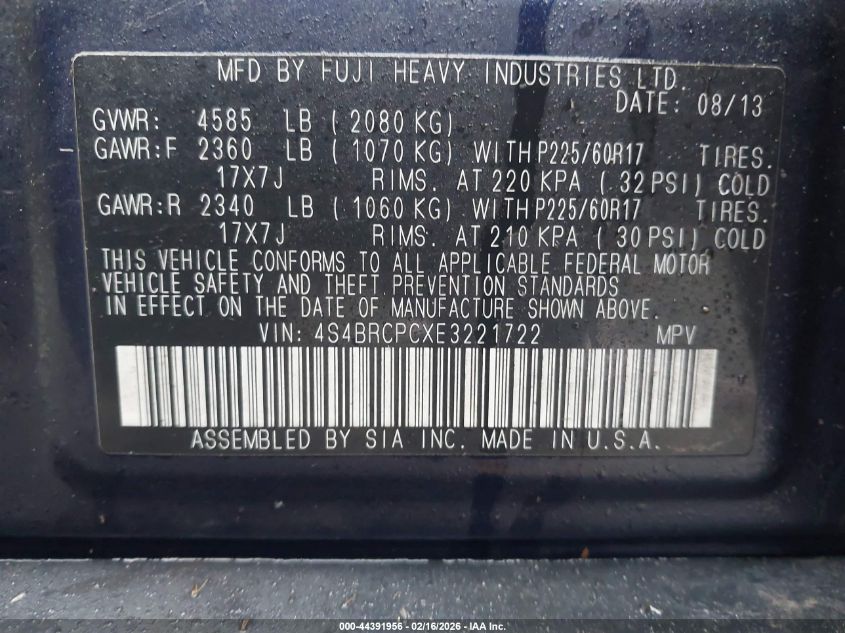 MFD BY FUJI HEAVY INDUSTRIES LTD.
DATE: 08/13
GVWR: 4585 LB ( 2080 KG)
GAWR:F 2360 LB ( 1070 KG) WITH P225/60R17 TIRES.
17X7J RIMS. AT 220 KPA ( 32 PSI) COLD
GAWR:R 2340 LB ( 1060 KG) WITH P225/60R17 TIRES.
17X7J RIMS. AT 210 KPA ( 30 PSI) COLD
THIS VEHICLE CONFORMS TO ALL APPLICABLE FEDERAL MOTOR
VEHICLE SAFETY AND THEFT PREVENTION STANDARDS
IN EFFECT ON THE DATE OF MANUFACTURE SHOWN ABOVE.
VIN: 4S4BRCPCXE3221722 MPV
ASSEMBLED BY SIA INC. MADE IN U.S.A.
000-44391956 - 02/16/2026 - IAA Inc.